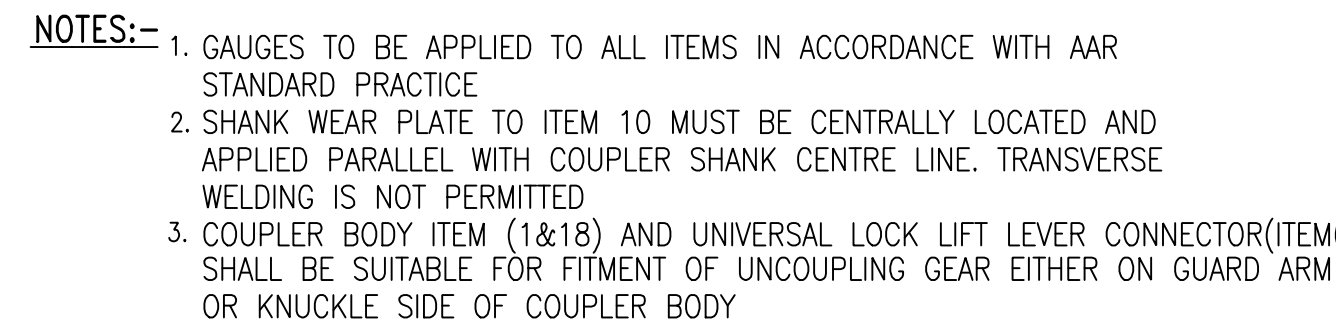 NOTES:-
1. GAUGES TO BE APPLIED TO ALL ITEMS IN ACCORDANCE WITH AAR
STANDARD PRACTICE
2. SHANK WEAR PLATE TO ITEM 10 MUST BE CENTRALLY LOCATED AND
APPLIED PARALLEL WITH COUPLER SHANK CENTRE LINE. TRANSVERSE
WELDING IS NOT PERMITTED
3. COUPLER BODY ITEM (1&18) AND UNIVERSAL LOCK LIFT LEVER CONNECTOR(ITEM
SHALL BE SUITABLE FOR FITMENT OF UNCOUPLING GEAR EITHER ON GUARD ARM
OR KNUCKLE SIDE OF COUPLER BODY